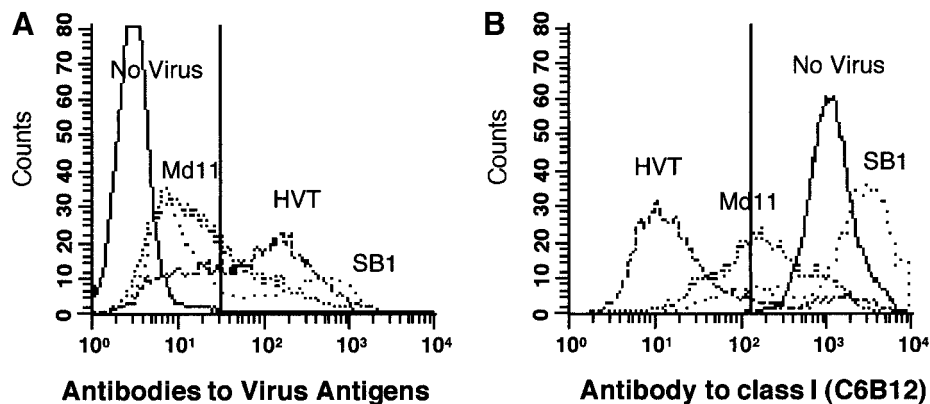 A
Counts
80
70
60
50
40
30
20
10
0
No Virus
Md11
HVT
SB1
10⁰ 10¹ 10² 10³ 10⁴
Antibodies to Virus Antigens
B
Counts
80
70
60
50
40
30
20
10
0
No Virus
HVT
Md11
SB1
10⁰ 10¹ 10² 10³ 10⁴
Antibody to class I (C6B12)